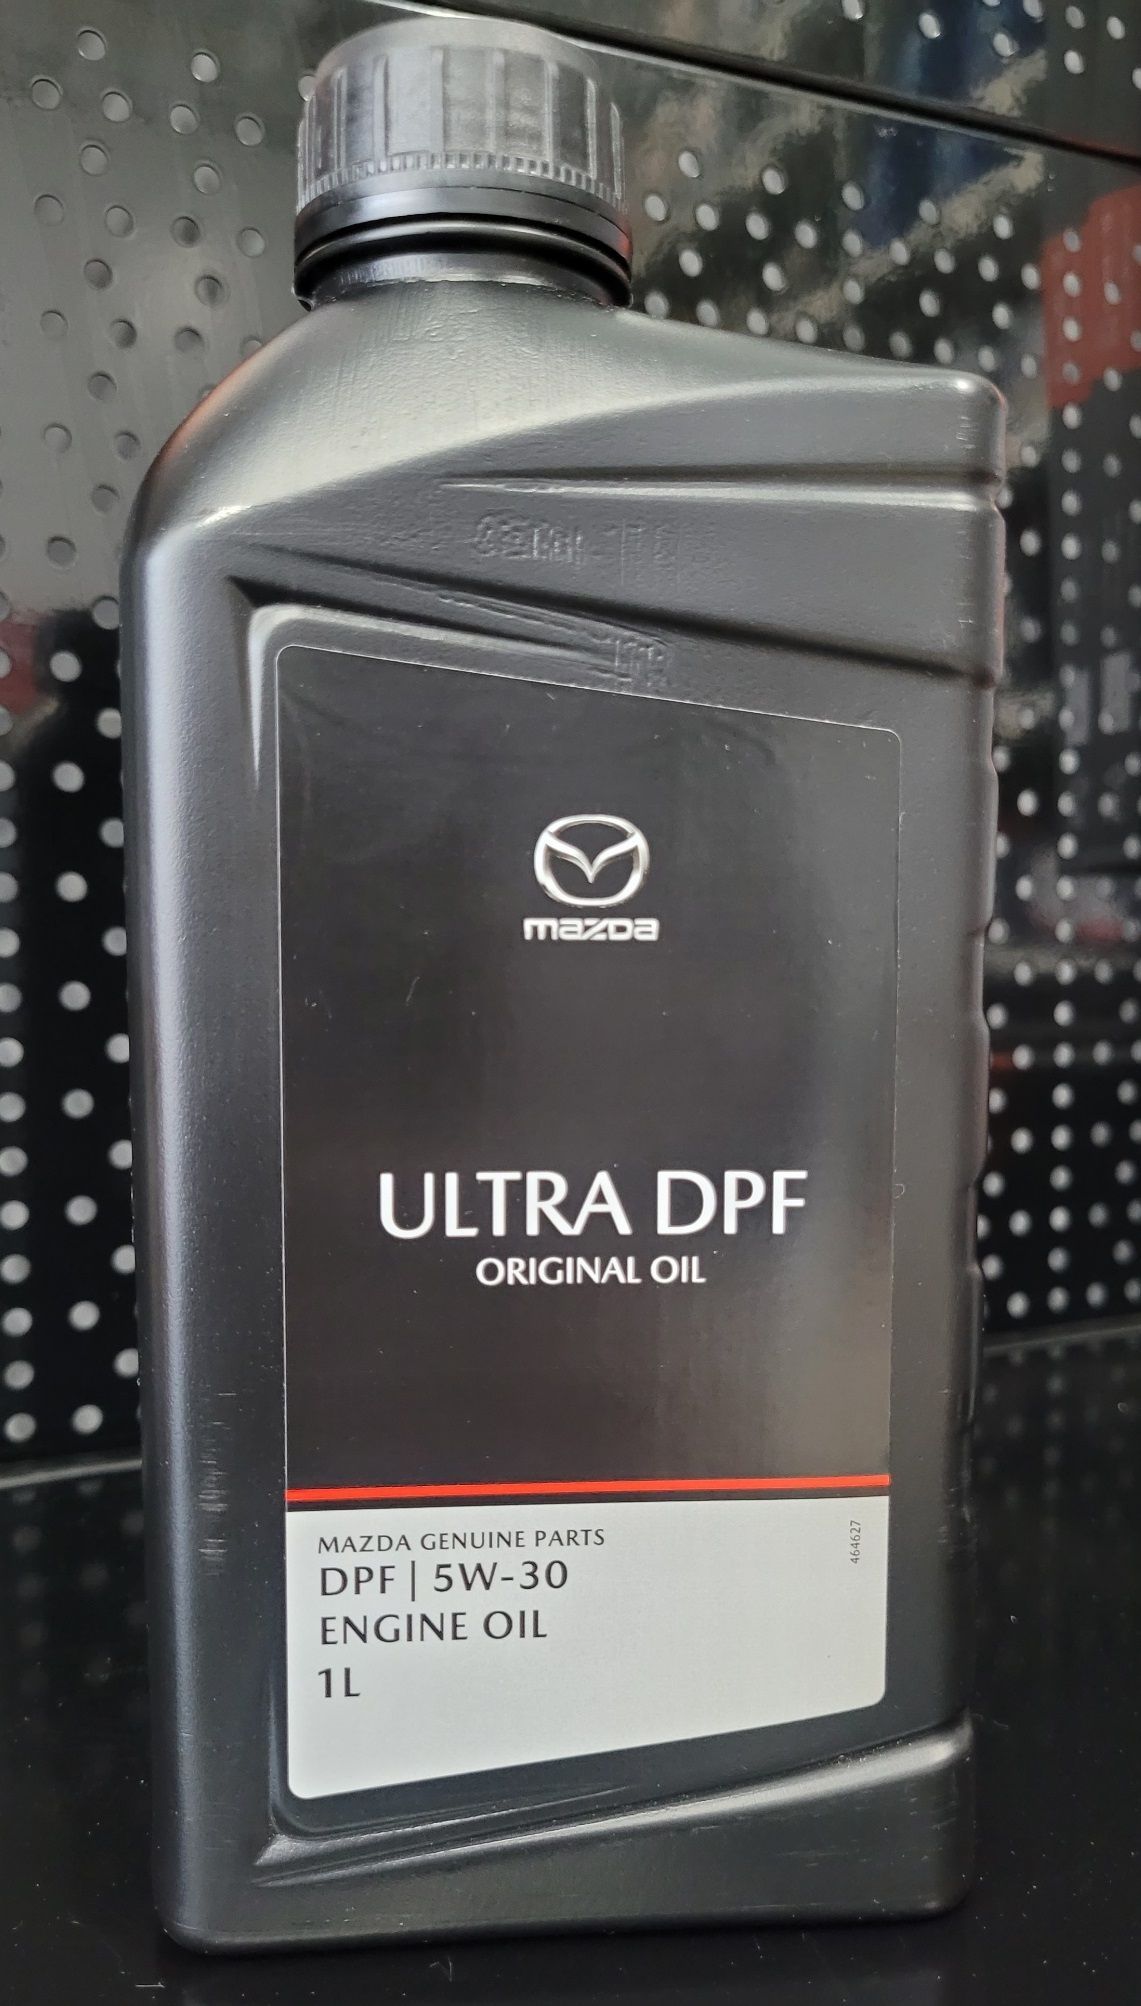 mazda
ULTRA DPF
ORIGINAL OIL
MAZDA GENUINE PARTS
DPF | 5W-30
ENGINE OIL
1L
464627